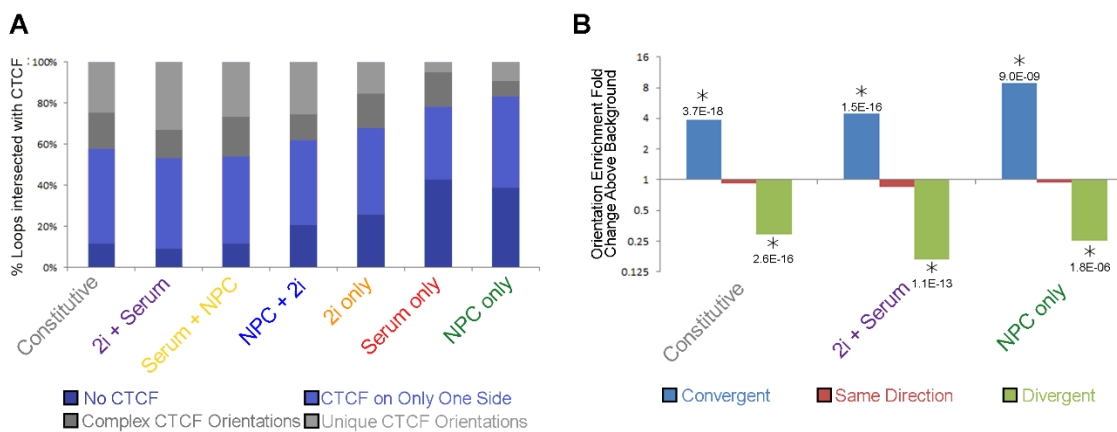 A
% Loops intersected with CTCF
100%
80%
60%
40%
20%
0%
Constitutive
2i + Serum
Serum + NPC
NPC + 2i
2i only
Serum only
NPC only
No CTCF
CTCF on Only One Side
Complex CTCF Orientations
Unique CTCF Orientations
B
Orientation Enrichment Fold
Change Above Background
16
8
4
2
1
0.5
0.25
0.125
*
3.7E-18
*
2.6E-16
*
1.5E-16
*
1.1E-13
*
9.0E-09
*
1.8E-06
Constitutive
2i + Serum
NPC only
Convergent
Same Direction
Divergent